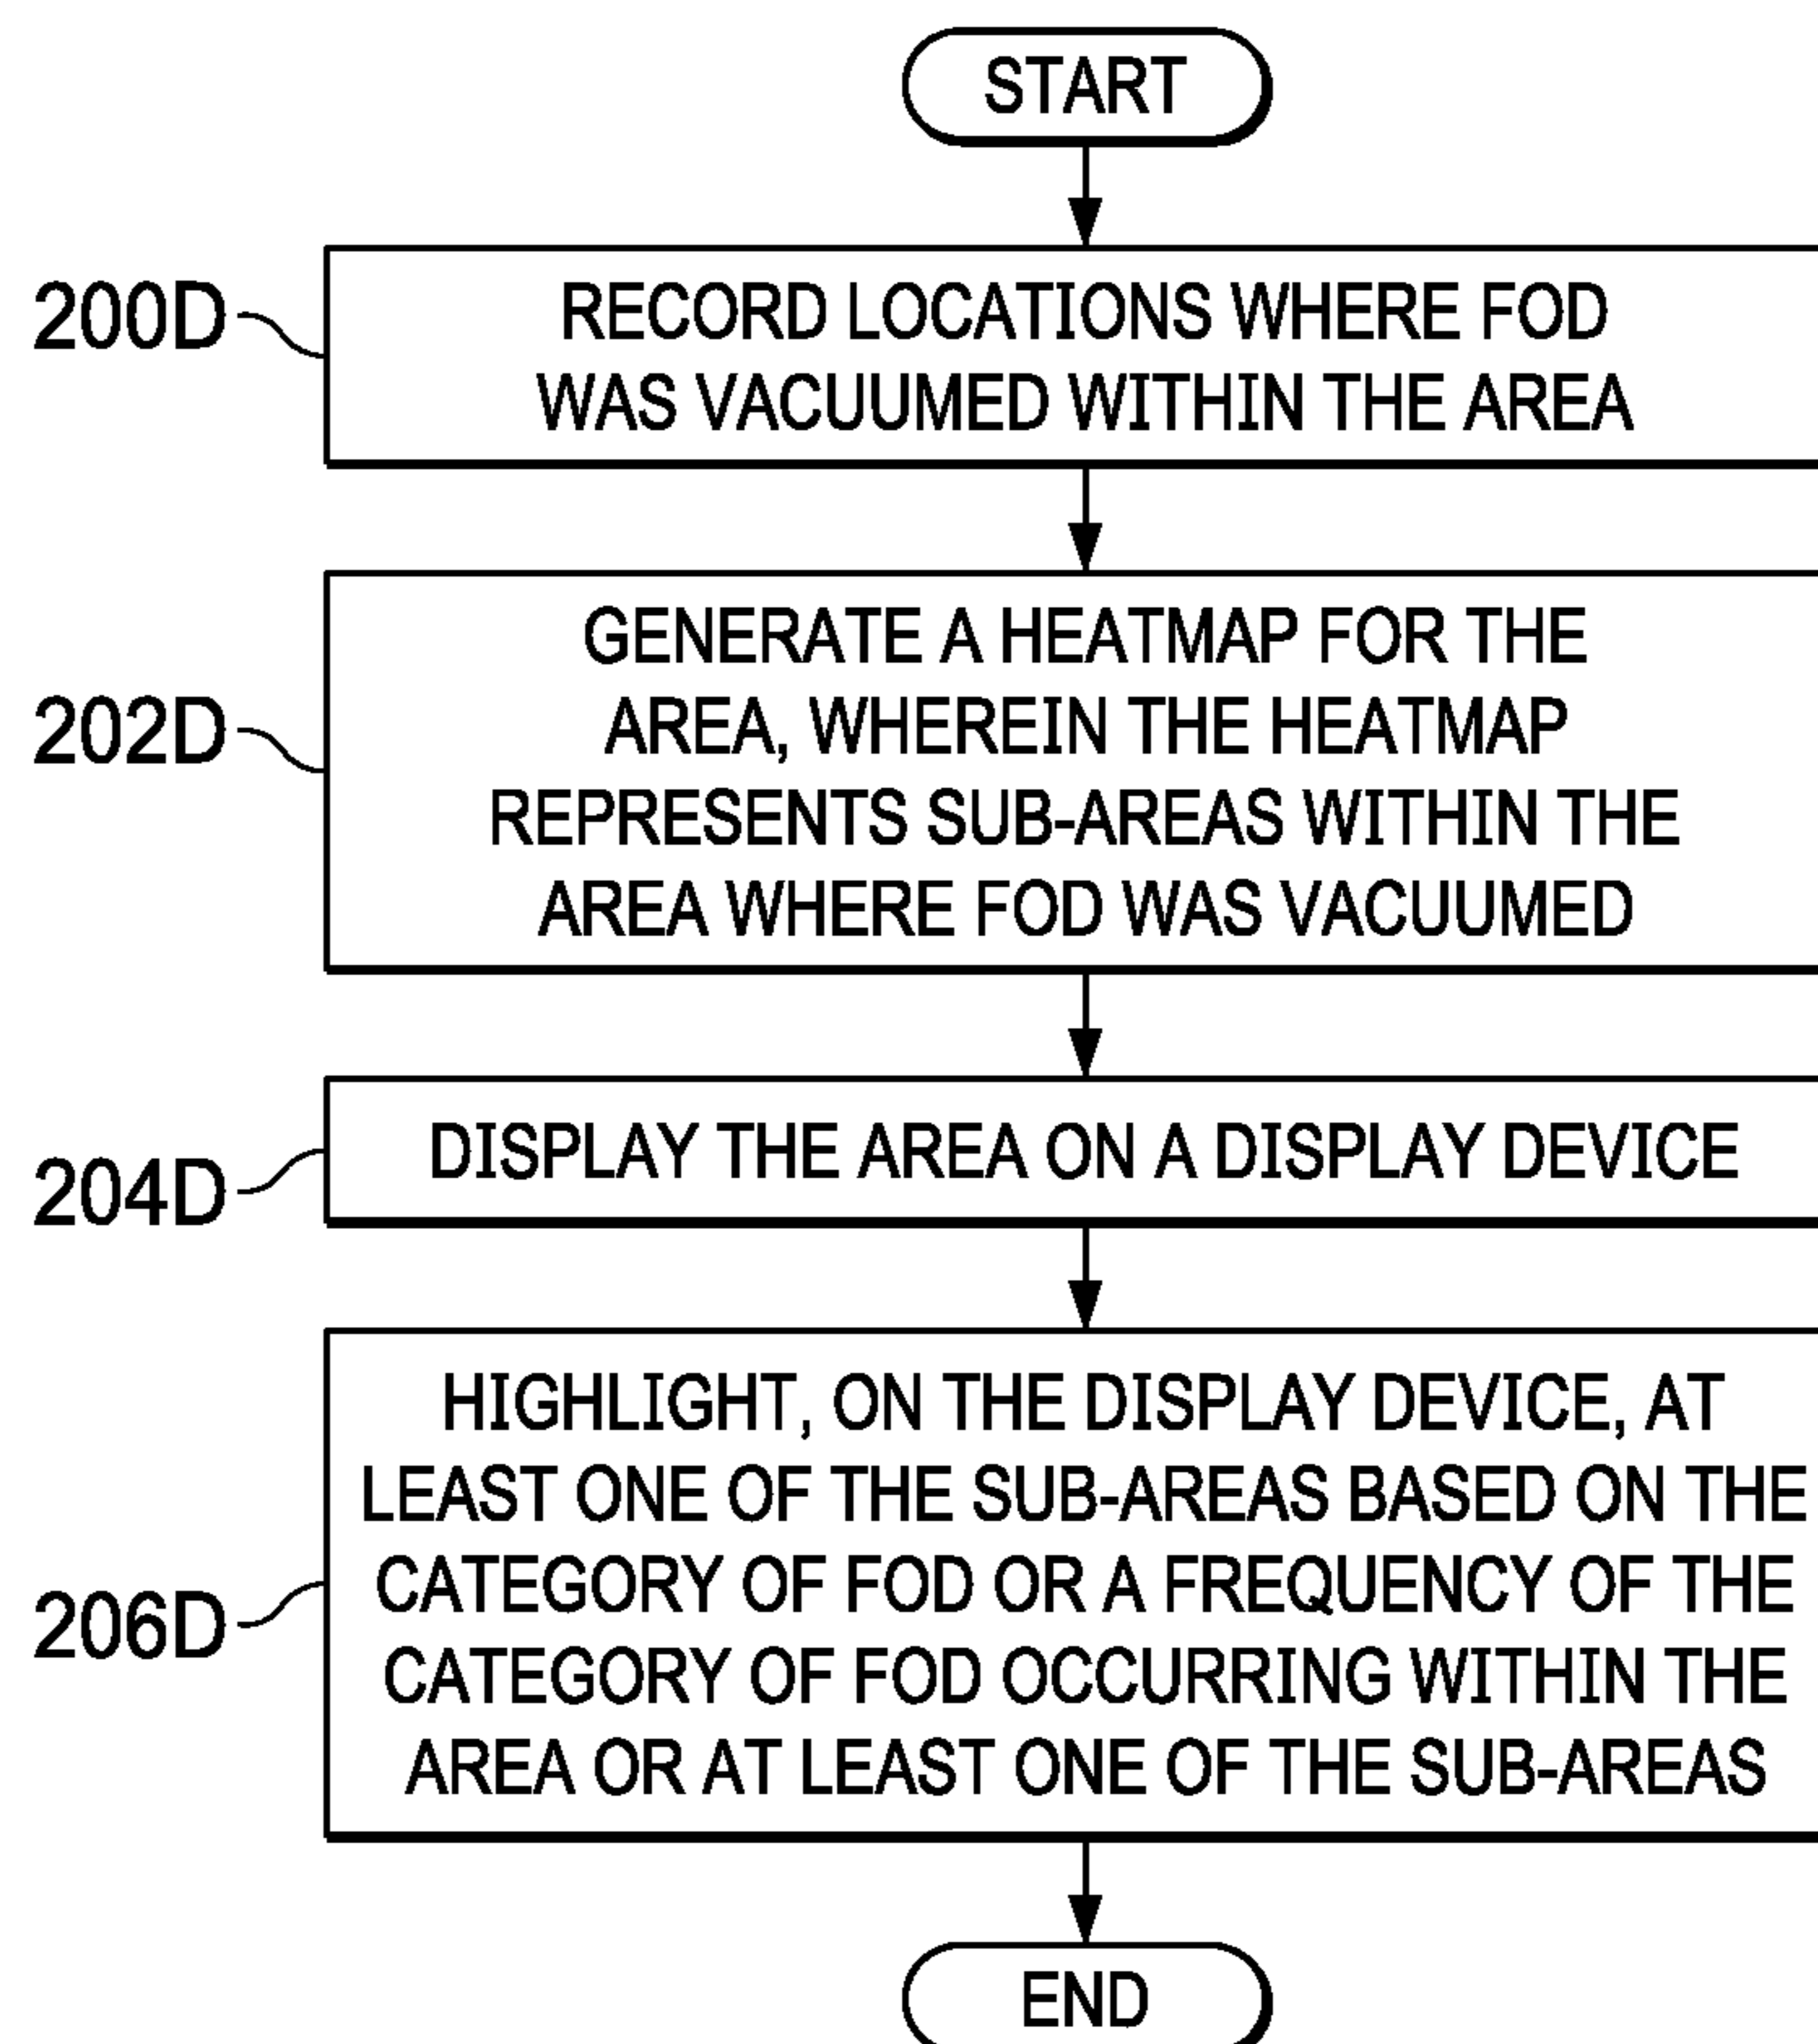 START
200D
RECORD LOCATIONS WHERE FOD
WAS VACUUMED WITHIN THE AREA
202D
GENERATE A HEATMAP FOR THE
AREA, WHEREIN THE HEATMAP
REPRESENTS SUB-AREAS WITHIN THE
AREA WHERE FOD WAS VACUUMED
204D
DISPLAY THE AREA ON A DISPLAY DEVICE
206D
HIGHLIGHT, ON THE DISPLAY DEVICE, AT
LEAST ONE OF THE SUB-AREAS BASED ON THE
CATEGORY OF FOD OR A FREQUENCY OF THE
CATEGORY OF FOD OCCURRING WITHIN THE
AREA OR AT LEAST ONE OF THE SUB-AREAS
END